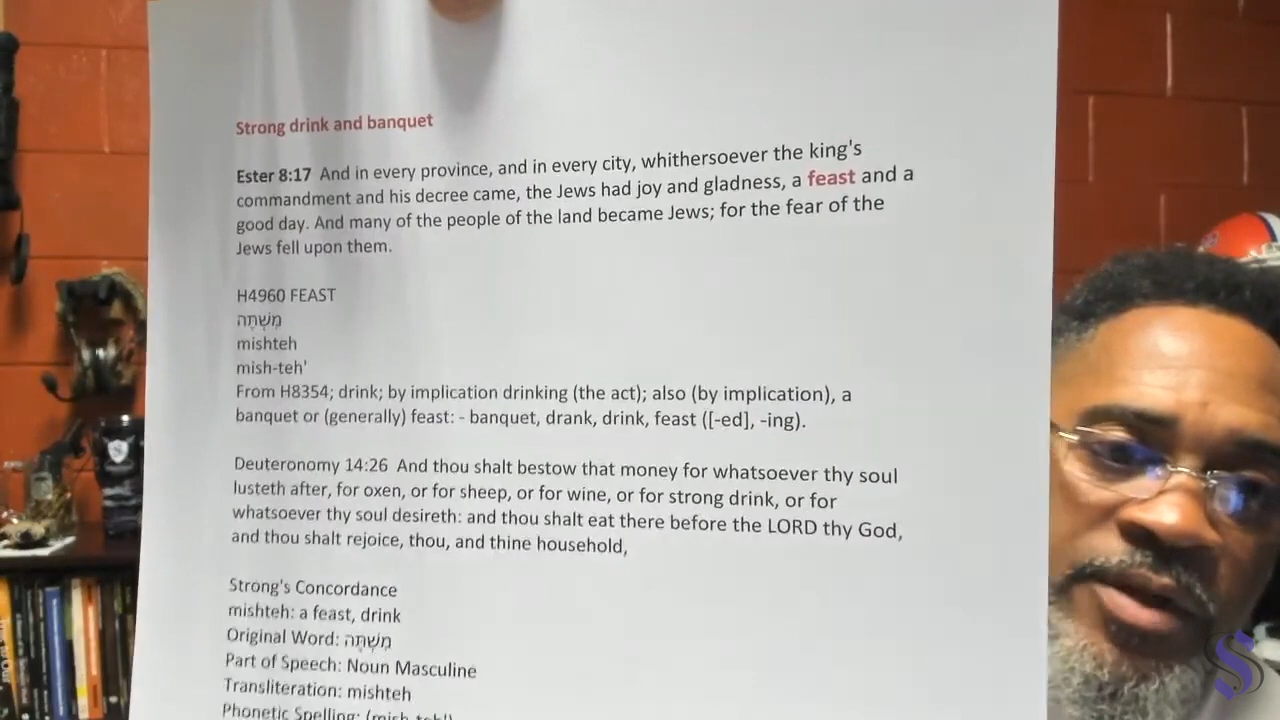 Strong drink and banquet
Ester 8:17 And in every province, and in every city, whithersoever the king's
commandment and his decree came, the Jews had joy and gladness, a feast and a
good day. And many of the people of the land became Jews; for the fear of the
Jews fell upon them.
H4960 FEAST
מִשְׁתֶּה
mishteh
mish-teh'
From H8354; drink; by implication drinking (the act); also (by implication), a
banquet or (generally) feast: - banquet, drank, drink, feast ([-ed], -ing).
Deuteronomy 14:26 And thou shalt bestow that money for whatsoever thy soul
lusteth after, for oxen, or for sheep, or for wine, or for strong drink, or for
whatsoever thy soul desireth: and thou shalt eat there before the LORD thy God,
and thou shalt rejoice, thou, and thine household,
Strong's Concordance
mishteh: a feast, drink
Original Word: מִשְׁתֶּה
Part of Speech: Noun Masculine
Transliteration: mishteh
Phonetic Spelling: